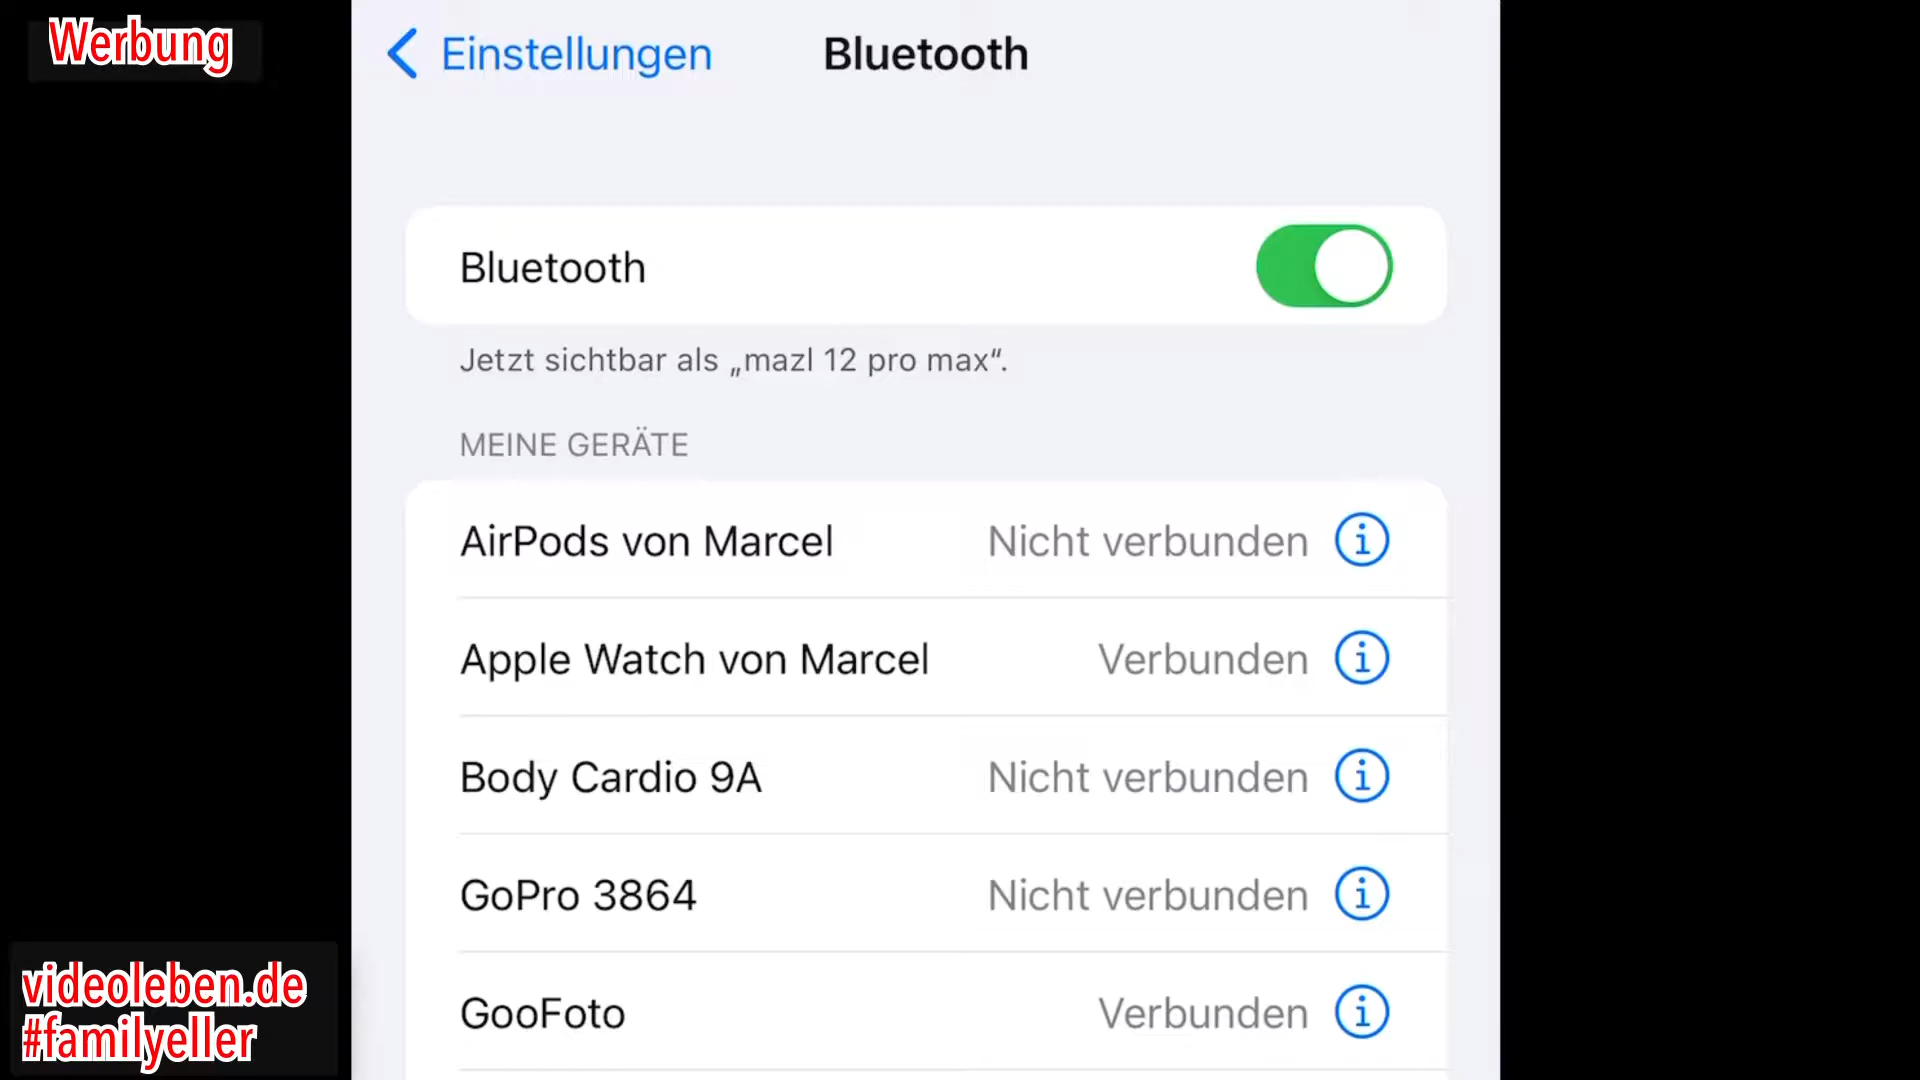 Werbung
Einstellungen
Bluetooth
Bluetooth
Jetzt sichtbar als „mazl 12 pro max“.
MEINE GERÄTE
AirPods von Marcel Nicht verbunden
Apple Watch von Marcel Verbunden
Body Cardio 9A Nicht verbunden
GoPro 3864 Nicht verbunden
GooFoto Verbunden
videoleben.de
#familyeller